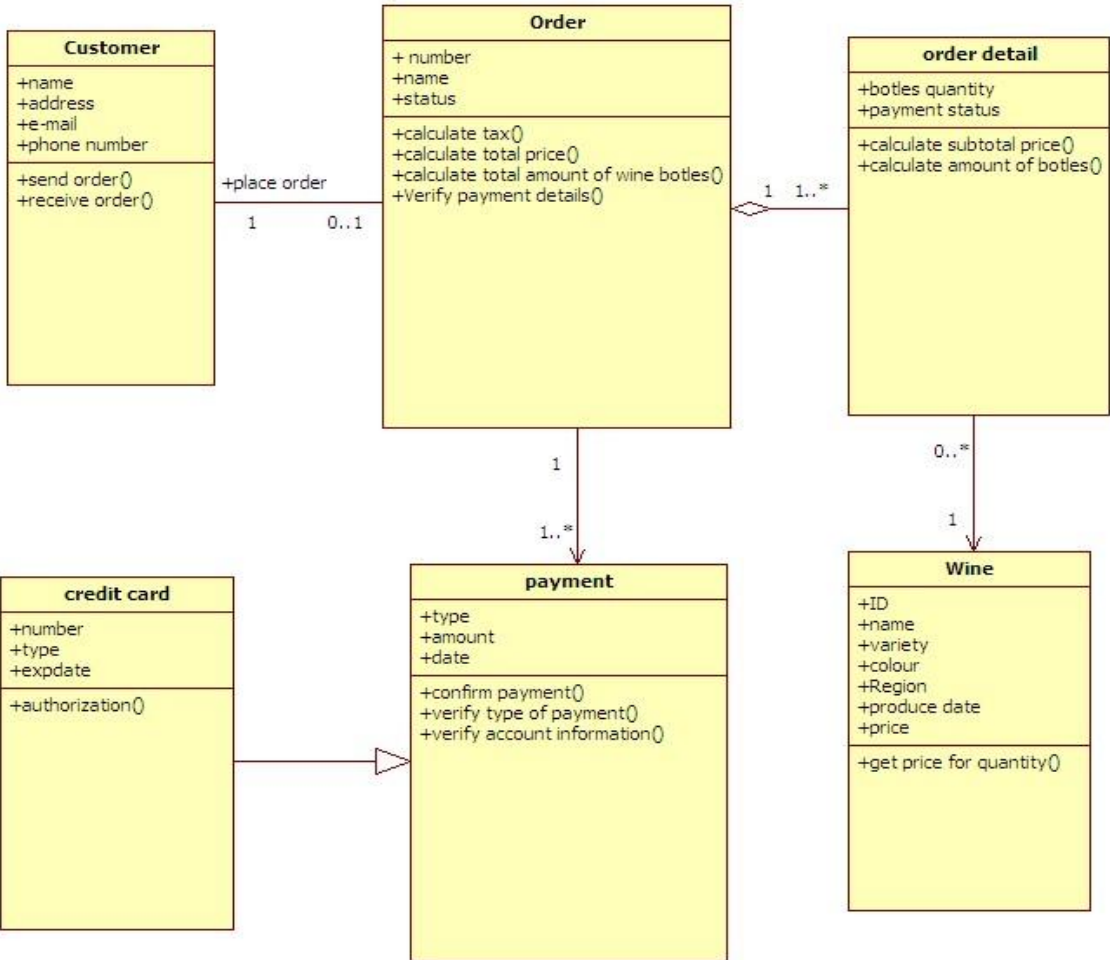 Customer
+name
+address
+e-mail
+phone number
+send order()
+receive order()
+place order
1
0..1
Order
+ number
+name
+status
+calculate tax()
+calculate total price()
+calculate total amount of wine botles()
+Verify payment details()
1
1..*
order detail
+botles quantity
+payment status
+calculate subtotal price()
+calculate amount of botles()
1
1..*
0..*
1
credit card
+number
+type
+expdate
+authorization()
payment
+type
+amount
+date
+confirm payment()
+verify type of payment()
+verify account information()
Wine
+ID
+name
+variety
+colour
+Region
+produce date
+price
+get price for quantity()